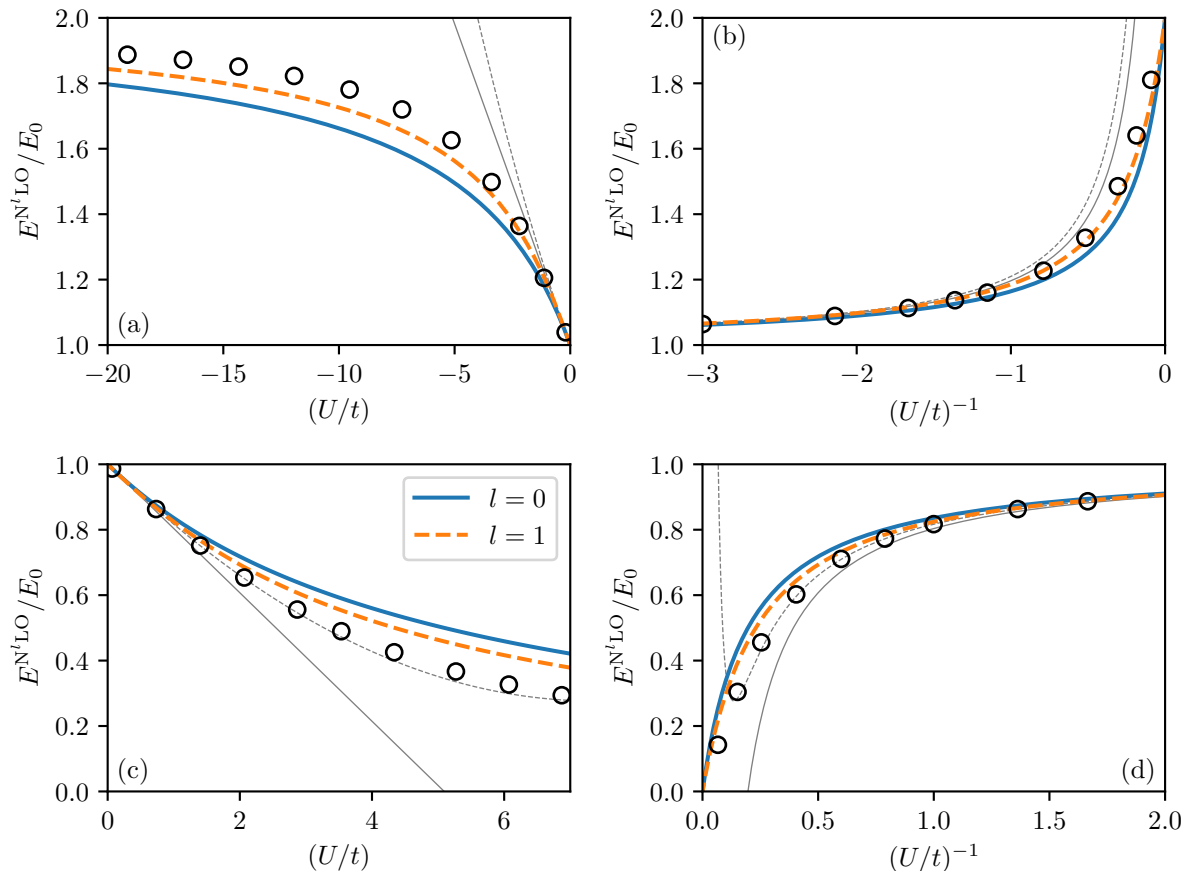 2.0
1.8
1.6
1.4
1.2
1.0
E^{N^lLO}/E_0
(a)
−20 −15 −10 −5 0
(U/t)
2.0
1.8
1.6
1.4
1.2
1.0
E^{N^lLO}/E_0
(b)
−3 −2 −1 0
(U/t)^{−1}
1.0
0.8
0.6
0.4
0.2
0.0
E^{N^lLO}/E_0
l = 0
l = 1
(c)
0 2 4 6
(U/t)
1.0
0.8
0.6
0.4
0.2
0.0
E^{N^lLO}/E_0
(d)
0.0 0.5 1.0 1.5 2.0
(U/t)^{−1}